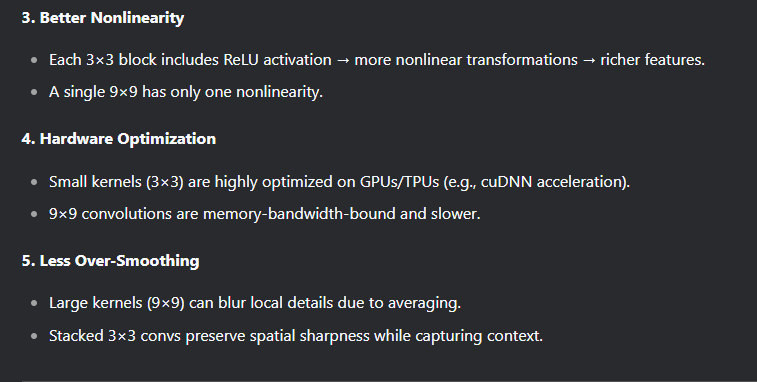 3. Better Nonlinearity
• Each 3×3 block includes ReLU activation → more nonlinear transformations → richer features.
• A single 9×9 has only one nonlinearity.
4. Hardware Optimization
• Small kernels (3×3) are highly optimized on GPUs/TPUs (e.g., cuDNN acceleration).
• 9×9 convolutions are memory-bandwidth-bound and slower.
5. Less Over-Smoothing
• Large kernels (9×9) can blur local details due to averaging.
• Stacked 3×3 convs preserve spatial sharpness while capturing context.